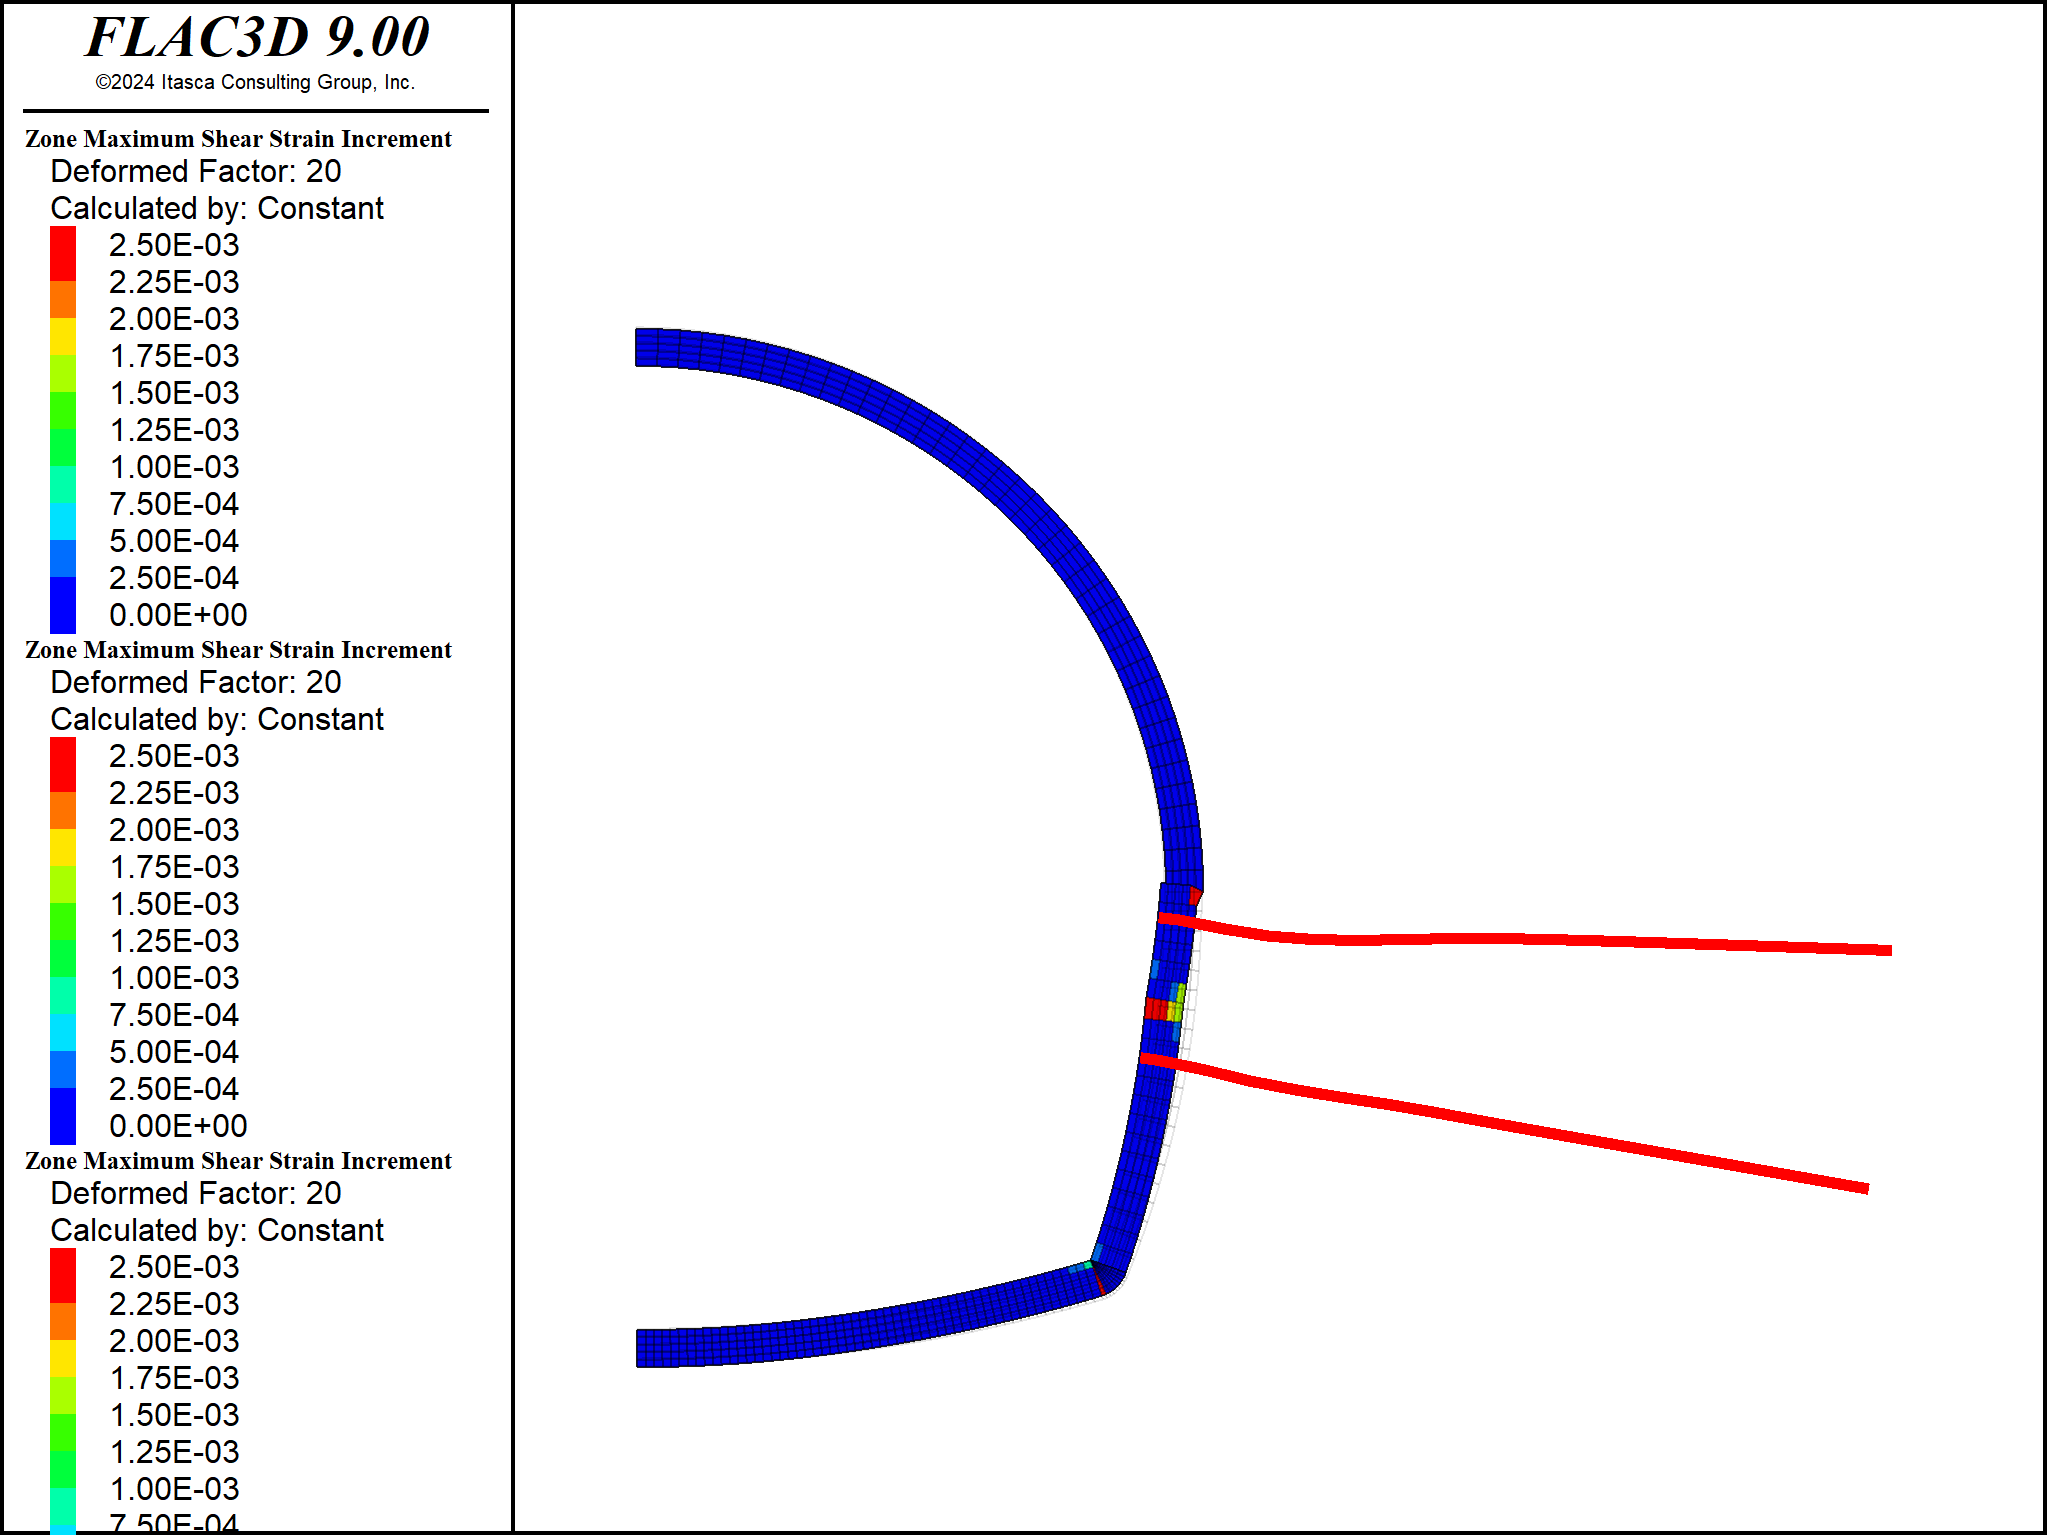 FLAC3D 9.00
©2024 Itasca Consulting Group, Inc.
Zone Maximum Shear Strain Increment
Deformed Factor: 20
Calculated by: Constant
2.50E-03
2.25E-03
2.00E-03
1.75E-03
1.50E-03
1.25E-03
1.00E-03
7.50E-04
5.00E-04
2.50E-04
0.00E+00
Zone Maximum Shear Strain Increment
Deformed Factor: 20
Calculated by: Constant
2.50E-03
2.25E-03
2.00E-03
1.75E-03
1.50E-03
1.25E-03
1.00E-03
7.50E-04
5.00E-04
2.50E-04
0.00E+00
Zone Maximum Shear Strain Increment
Deformed Factor: 20
Calculated by: Constant
2.50E-03
2.25E-03
2.00E-03
1.75E-03
1.50E-03
1.25E-03
1.00E-03
7.50E-04